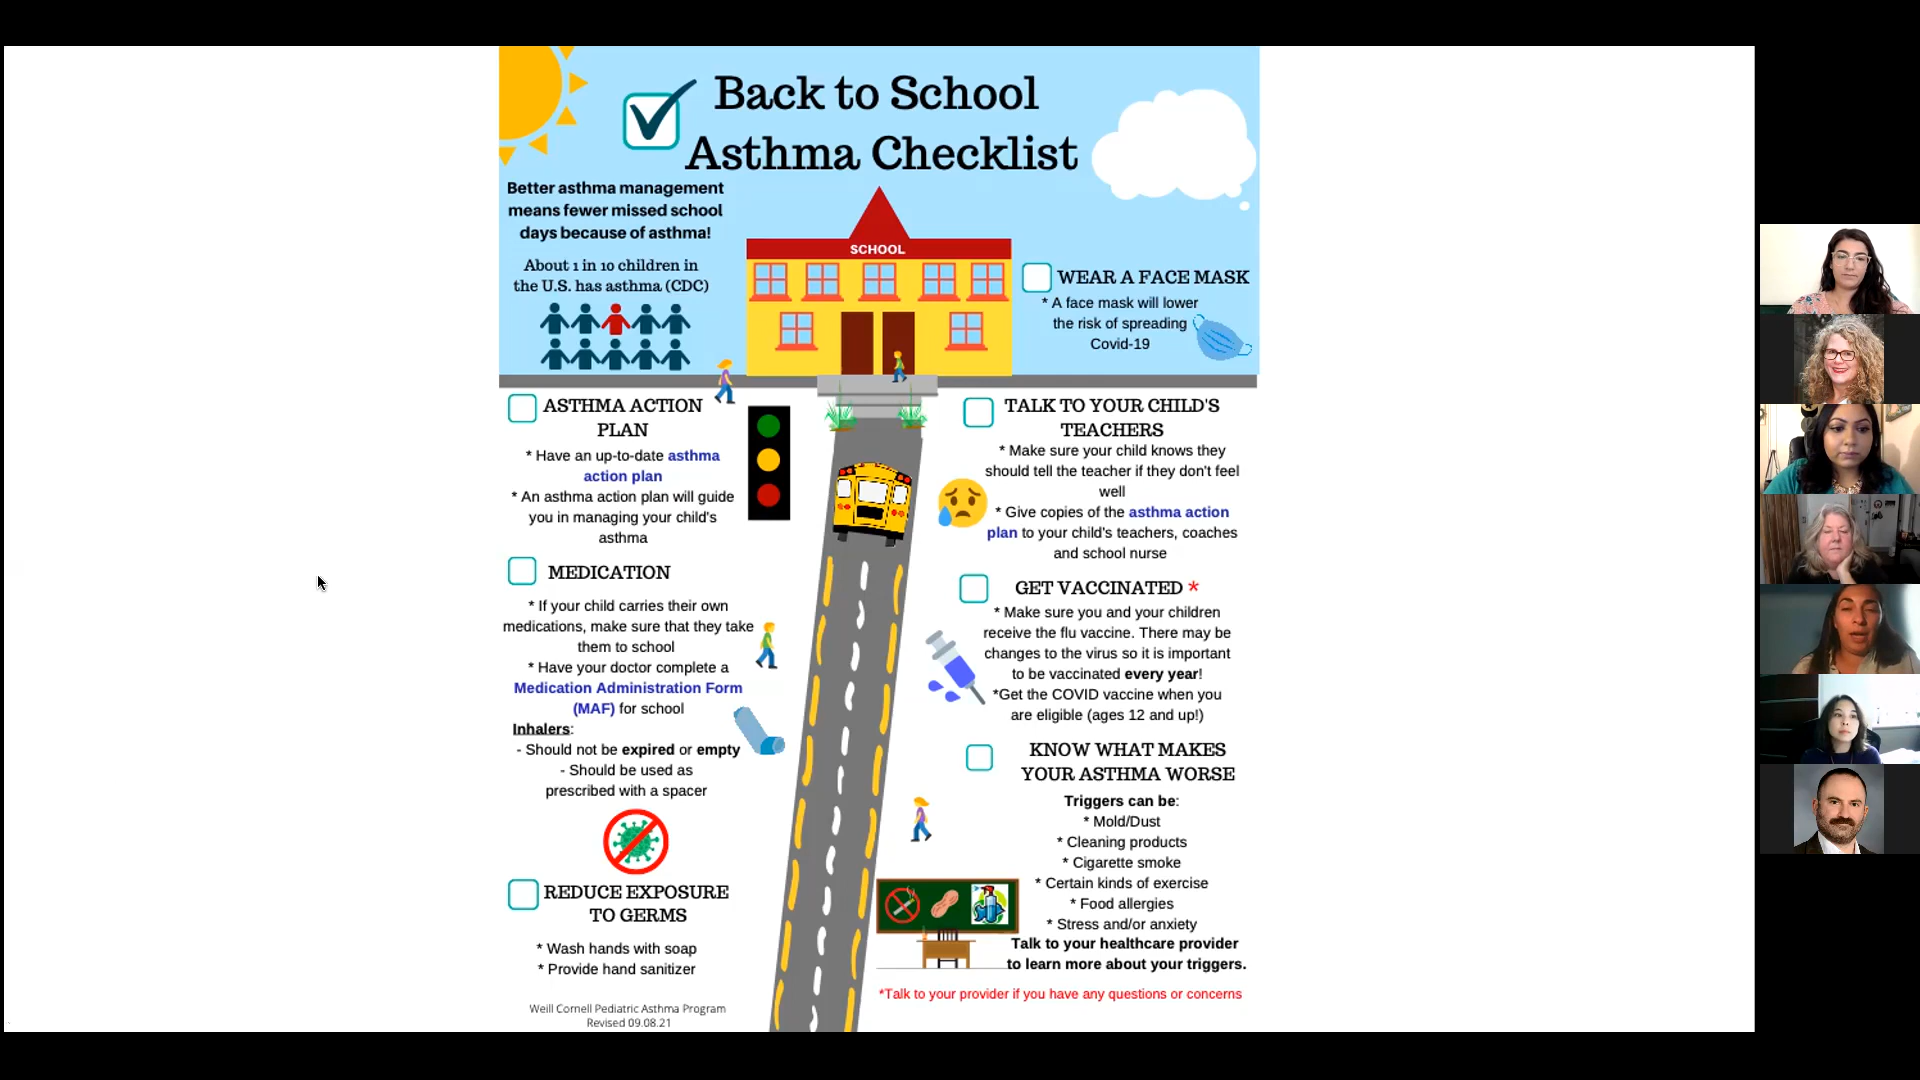 Back to School
Asthma Checklist
Better asthma management
means fewer missed school
days because of asthma!
About 1 in 10 children in
the U.S. has asthma (CDC)
SCHOOL
WEAR A FACE MASK
* A face mask will lower
the risk of spreading
Covid-19
ASTHMA ACTION
PLAN
* Have an up-to-date asthma
action plan
* An asthma action plan will guide
you in managing your child's
asthma
MEDICATION
* If your child carries their own
medications, make sure that they take
them to school
* Have your doctor complete a
Medication Administration Form
(MAF) for school
Inhalers:
- Should not be expired or empty
- Should be used as
prescribed with a spacer
REDUCE EXPOSURE
TO GERMS
* Wash hands with soap
* Provide hand sanitizer
Weill Cornell Pediatric Asthma Program
Revised 09.08.21
TALK TO YOUR CHILD'S
TEACHERS
* Make sure your child knows they
should tell the teacher if they don't feel
well
* Give copies of the asthma action
plan to your child's teachers, coaches
and school nurse
GET VACCINATED *
* Make sure you and your children
receive the flu vaccine. There may be
changes to the virus so it is important
to be vaccinated every year!
*Get the COVID vaccine when you
are eligible (ages 12 and up!)
KNOW WHAT MAKES
YOUR ASTHMA WORSE
Triggers can be:
* Mold/Dust
* Cleaning products
* Cigarette smoke
* Certain kinds of exercise
* Food allergies
* Stress and/or anxiety
Talk to your healthcare provider
to learn more about your triggers.
*Talk to your provider if you have any questions or concerns